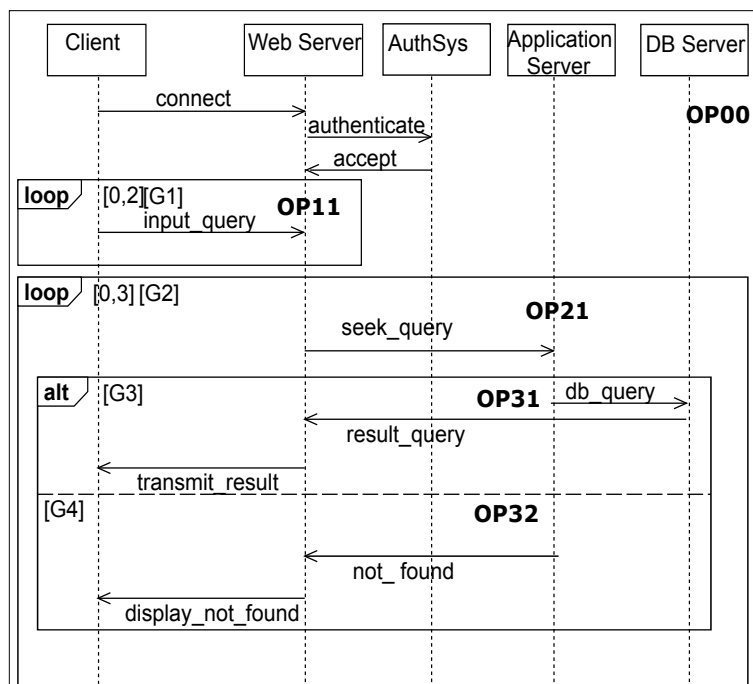 Client Web Server AuthSys Application Server DB Server
connect
OP00
authenticate
accept
loop [0,2][G1] OP11
input_query
loop [0,3] [G2]
OP21
seek_query
alt [G3] OP31 db_query
result_query
transmit_result
[G4] OP32
not_ found
display_not_found